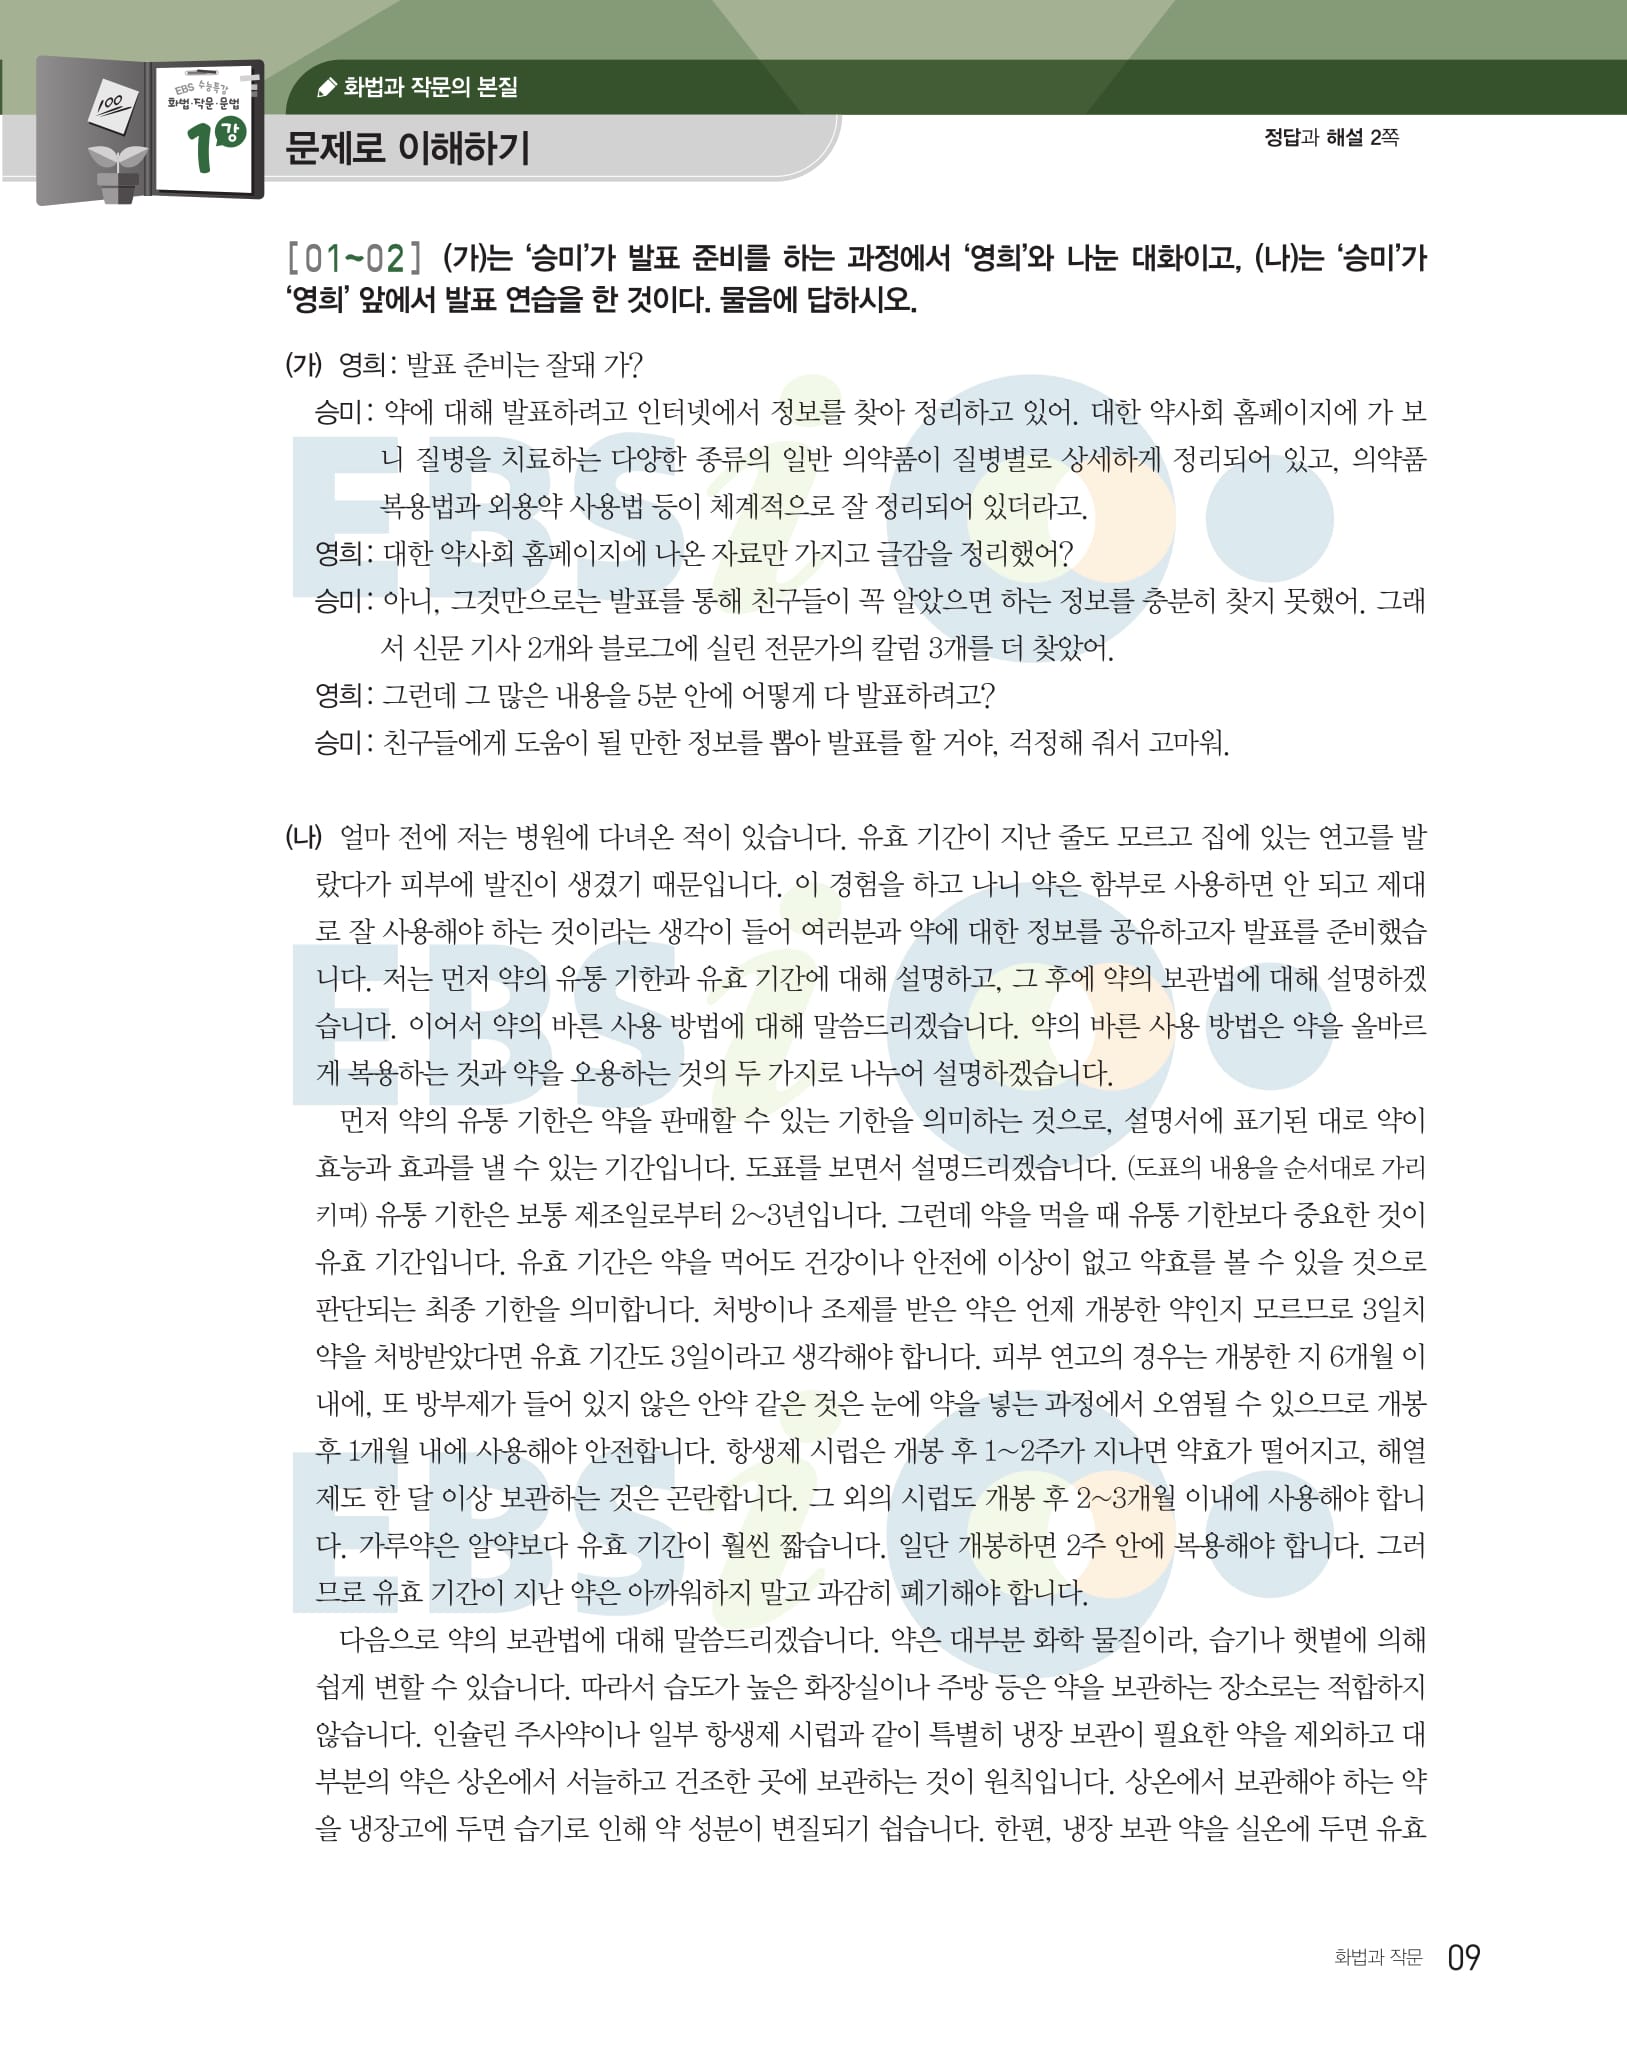 화법과 작문의 본질
EBS 수능특강
화법·작문·문법
1강
100
문제로 이해하기
정답과 해설 2쪽
[01~02] (가)는 ‘승미’가 발표 준비를 하는 과정에서 ‘영희’와 나눈 대화이고, (나)는 ‘승미’가
‘영희’ 앞에서 발표 연습을 한 것이다. 물음에 답하시오.
(가) 영희: 발표 준비는 잘돼 가?
승미: 약에 대해 발표하려고 인터넷에서 정보를 찾아 정리하고 있어. 대한 약사회 홈페이지에 가 보
니 질병을 치료하는 다양한 종류의 일반 의약품이 질병별로 상세하게 정리되어 있고, 의약품
복용법과 외용약 사용법 등이 체계적으로 잘 정리되어 있더라고.
영희: 대한 약사회 홈페이지에 나온 자료만 가지고 글감을 정리했어?
승미: 아니, 그것만으로는 발표를 통해 친구들이 꼭 알았으면 하는 정보를 충분히 찾지 못했어. 그래
서 신문 기사 2개와 블로그에 실린 전문가의 칼럼 3개를 더 찾았어.
영희: 그런데 그 많은 내용을 5분 안에 어떻게 다 발표하려고?
승미: 친구들에게 도움이 될 만한 정보를 뽑아 발표를 할 거야, 걱정해 줘서 고마워.
(나) 얼마 전에 저는 병원에 다녀온 적이 있습니다. 유효 기간이 지난 줄도 모르고 집에 있는 연고를 발
랐다가 피부에 발진이 생겼기 때문입니다. 이 경험을 하고 나니 약은 함부로 사용하면 안 되고 제대
로 잘 사용해야 하는 것이라는 생각이 들어 여러분과 약에 대한 정보를 공유하고자 발표를 준비했습
니다. 저는 먼저 약의 유통 기한과 유효 기간에 대해 설명하고, 그 후에 약의 보관법에 대해 설명하겠
습니다. 이어서 약의 바른 사용 방법에 대해 말씀드리겠습니다. 약의 바른 사용 방법은 약을 올바르
게 복용하는 것과 약을 오용하는 것의 두 가지로 나누어 설명하겠습니다.
먼저 약의 유통 기한은 약을 판매할 수 있는 기한을 의미하는 것으로, 설명서에 표기된 대로 약이
효능과 효과를 낼 수 있는 기간입니다. 도표를 보면서 설명드리겠습니다. (도표의 내용을 순서대로 가리
키며) 유통 기한은 보통 제조일로부터 2~3년입니다. 그런데 약을 먹을 때 유통 기한보다 중요한 것이
유효 기간입니다. 유효 기간은 약을 먹어도 건강이나 안전에 이상이 없고 약효를 볼 수 있을 것으로
판단되는 최종 기한을 의미합니다. 처방이나 조제를 받은 약은 언제 개봉한 약인지 모르므로 3일치
약을 처방받았다면 유효 기간도 3일이라고 생각해야 합니다. 피부 연고의 경우는 개봉한 지 6개월 이
내에, 또 방부제가 들어 있지 않은 안약 같은 것은 눈에 약을 넣는 과정에서 오염될 수 있으므로 개봉
후 1개월 내에 사용해야 안전합니다. 항생제 시럽은 개봉 후 1~2주가 지나면 약효가 떨어지고, 해열
제도 한 달 이상 보관하는 것은 곤란합니다. 그 외의 시럽도 개봉 후 2~3개월 이내에 사용해야 합니
다. 가루약은 알약보다 유효 기간이 훨씬 짧습니다. 일단 개봉하면 2주 안에 복용해야 합니다. 그러
므로 유효 기간이 지난 약은 아까워하지 말고 과감히 폐기해야 합니다.
다음으로 약의 보관법에 대해 말씀드리겠습니다. 약은 대부분 화학 물질이라, 습기나 햇볕에 의해
쉽게 변할 수 있습니다. 따라서 습도가 높은 화장실이나 주방 등은 약을 보관하는 장소로는 적합하지
않습니다. 인슐린 주사약이나 일부 항생제 시럽과 같이 특별히 냉장 보관이 필요한 약을 제외하고 대
부분의 약은 상온에서 서늘하고 건조한 곳에 보관하는 것이 원칙입니다. 상온에서 보관해야 하는 약
을 냉장고에 두면 습기로 인해 약 성분이 변질되기 쉽습니다. 한편, 냉장 보관 약을 실온에 두면 유효
EBSi
EBSi
EBSi
화법과 작문 09